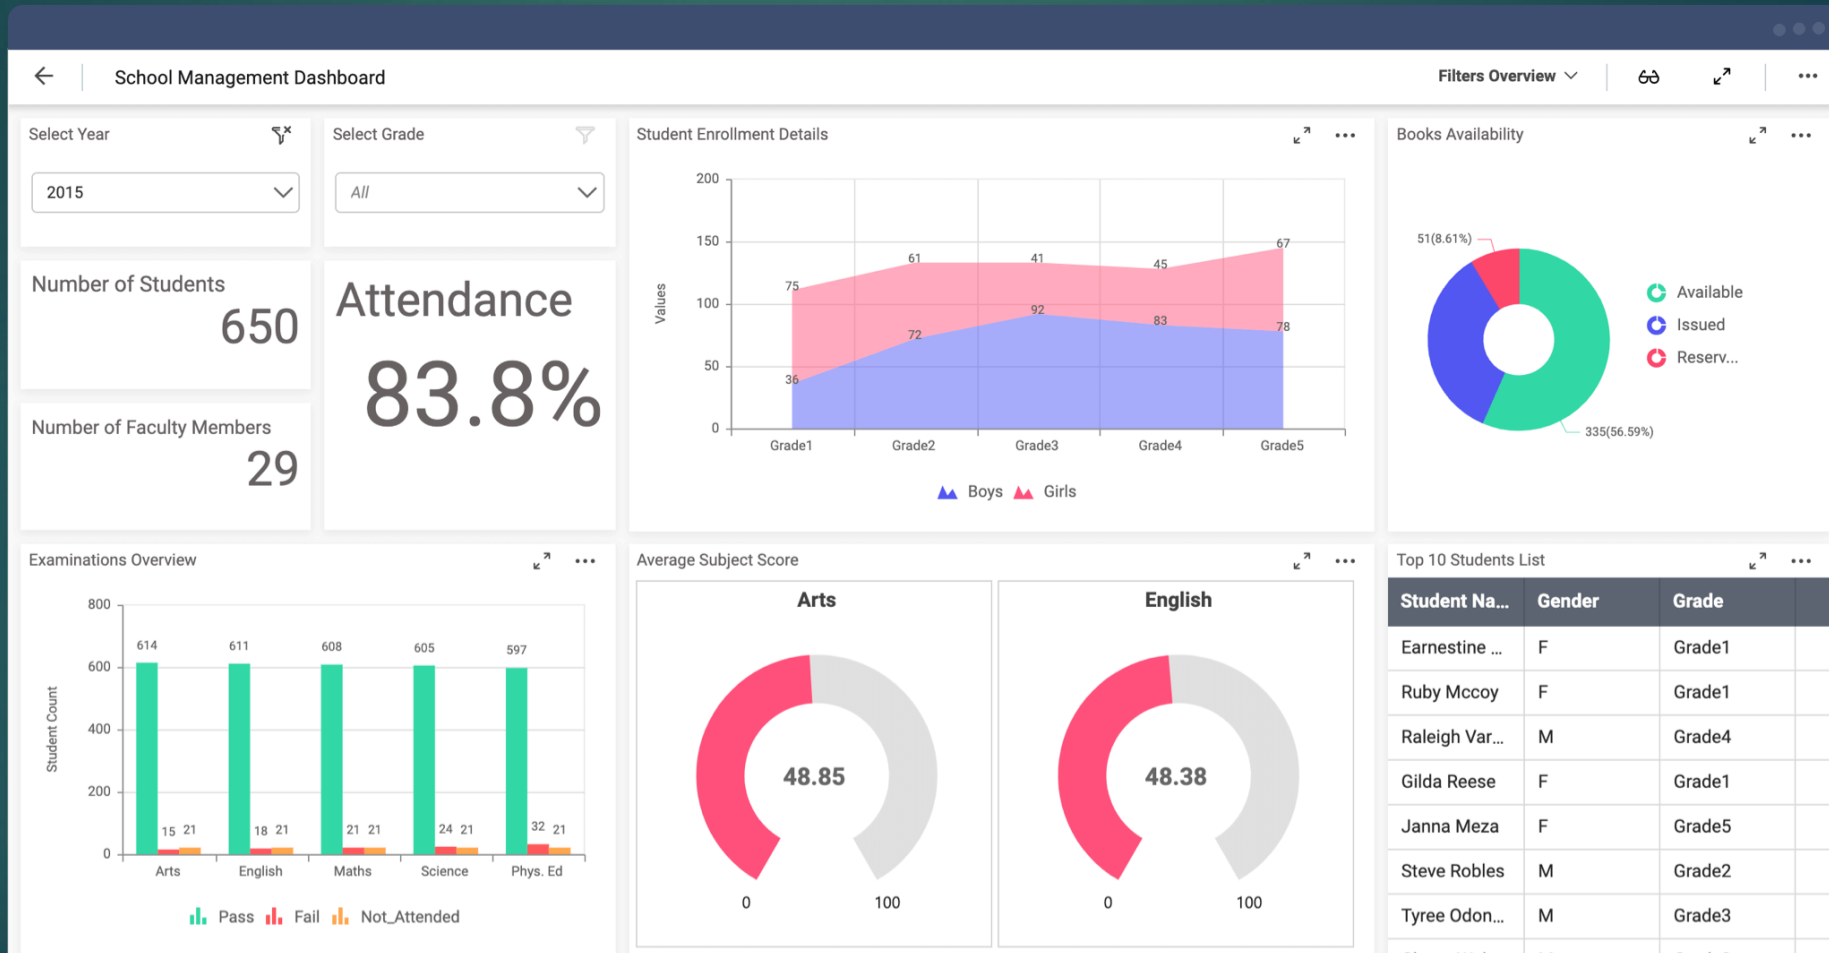 School Management Dashboard
Filters Overview
Select Year
2015
Select Grade
All
Number of Students
650
Number of Faculty Members
29
Attendance
83.8%
Student Enrollment Details
Values
200
150
100
50
0
75
61
41
45
67
36
72
92
83
78
Grade1 Grade2 Grade3 Grade4 Grade5
Boys Girls
Books Availability
51(8.61%)
335(56.59%)
Available
Issued
Reserv...
Examinations Overview
Student Count
800
600
400
200
0
614 611 608 605 597
15 21 18 21 21 21 24 21 32 21
Arts English Maths Science Phys. Ed
Pass Fail Not_Attended
Average Subject Score
Arts
48.85
0 100
English
48.38
0 100
Top 10 Students List
Student Na... Gender Grade
Earnestine ... F Grade1
Ruby Mccoy F Grade1
Raleigh Var... M Grade4
Gilda Reese F Grade1
Janna Meza F Grade5
Steve Robles M Grade2
Tyree Odon... M Grade3